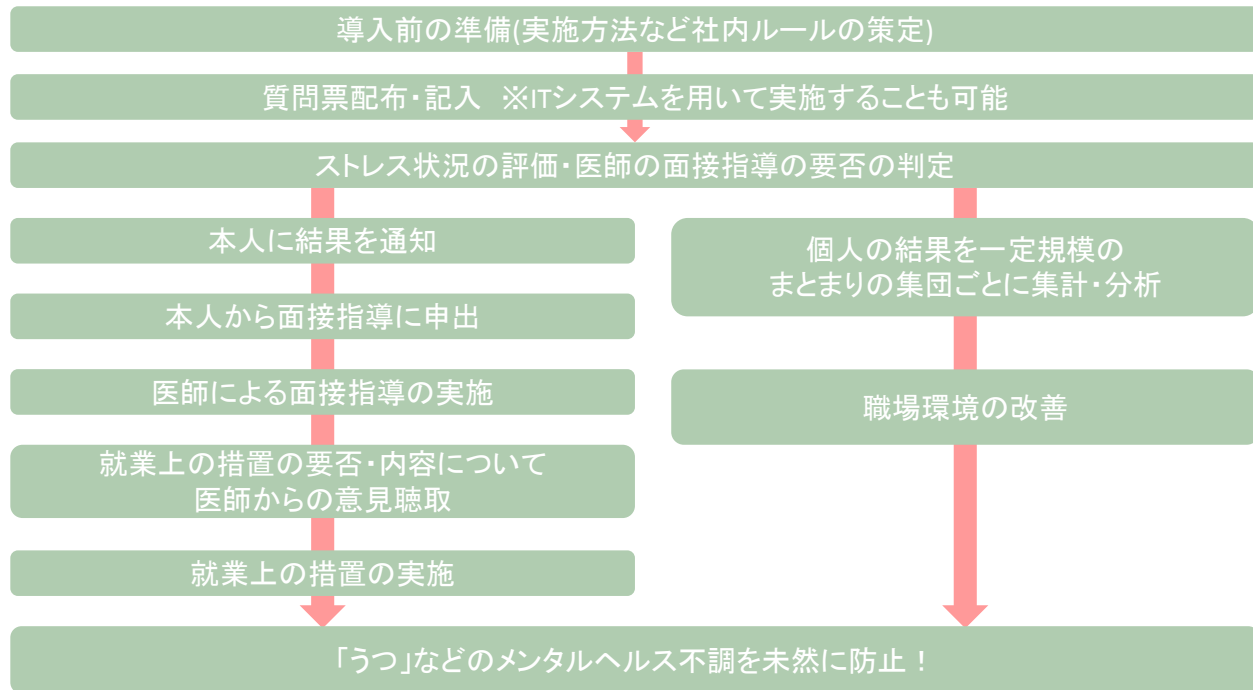 導入前の準備(実施方法など社内ルールの策定)
質問票配布・記入　※ITシステムを用いて実施することも可能
ストレス状況の評価・医師の面接指導の要否の判定
本人に結果を通知
本人から面接指導に申出
医師による面接指導の実施
就業上の措置の要否・内容について
医師からの意見聴取
就業上の措置の実施
個人の結果を一定規模の
まとまりの集団ごとに集計・分析
職場環境の改善
「うつ」などのメンタルヘルス不調を未然に防止！